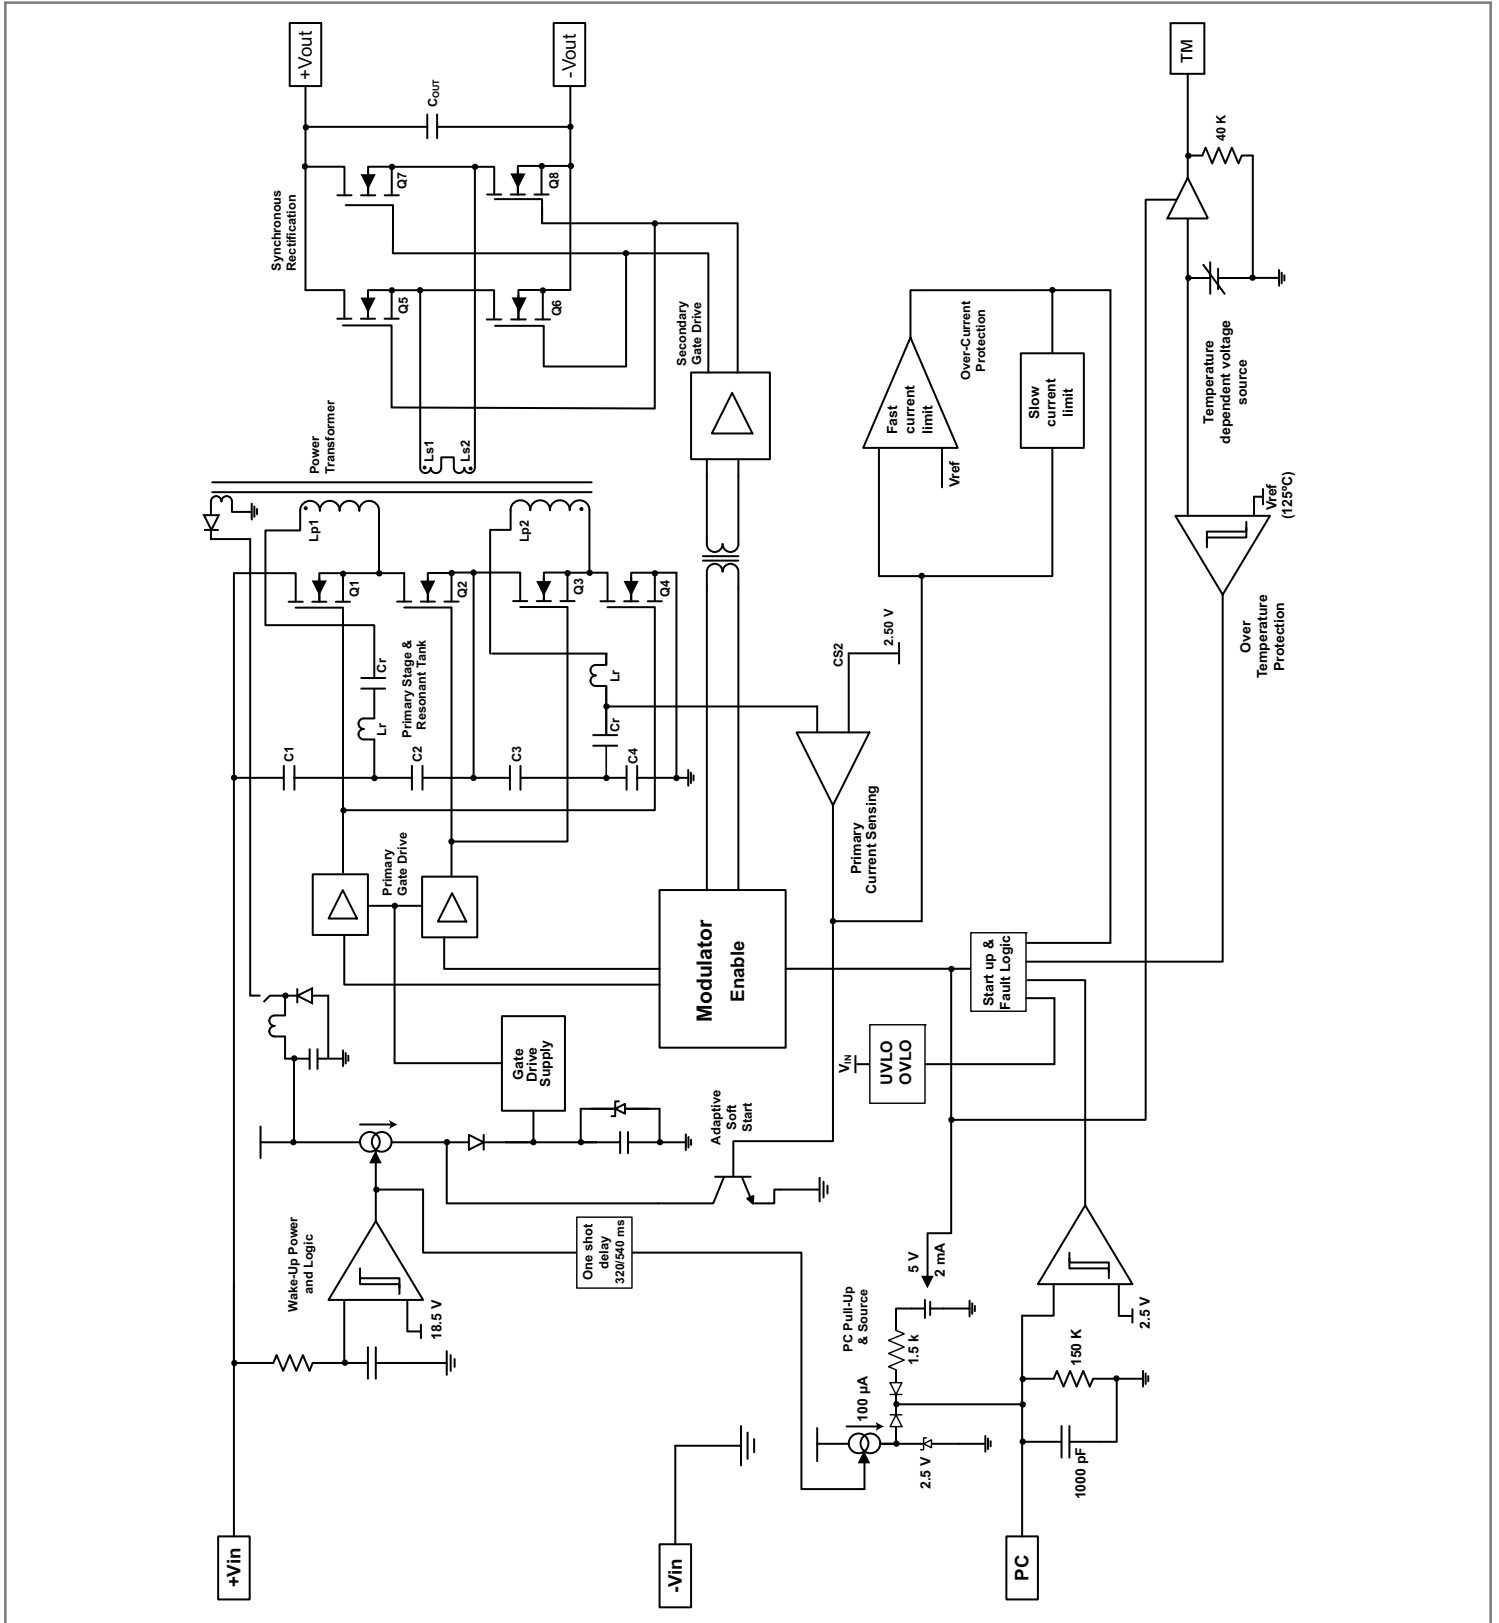 +Vout
-Vout
TM
COUT
40 K
Synchronous
Rectification
Q7
Q8
Q5
Q6
Secondary
Gate Drive
Over-Current
Protection
Fast
current
limit
Slow
current
limit
Vref
Temperature
dependent voltage
source
Power
Transformer
Ls1
Ls2
Lp1
Lp2
Vref
(125ºC)
Q1
Q2
Q3
Q4
Over
Temperature
Protection
Cr
Lr
Primary Stage &
Resonant Tank
Lr
Cr
CS2
2.50 V
C1
C2
C3
C4
Primary
Current Sensing
Primary
Gate Drive
Modulator
Enable
Start up &
Fault Logic
VIN
UVLO
OVLO
Gate
Drive
Supply
Adaptive
Soft
Start
Wake-Up Power
and Logic
18.5 V
One shot
delay
320/540 ms
5 V
2 mA
PC Pull-Up
& Source
1.5 k
100 µA
2.5 V
2.5 V
150 K
1000 pF
+Vin
-Vin
PC